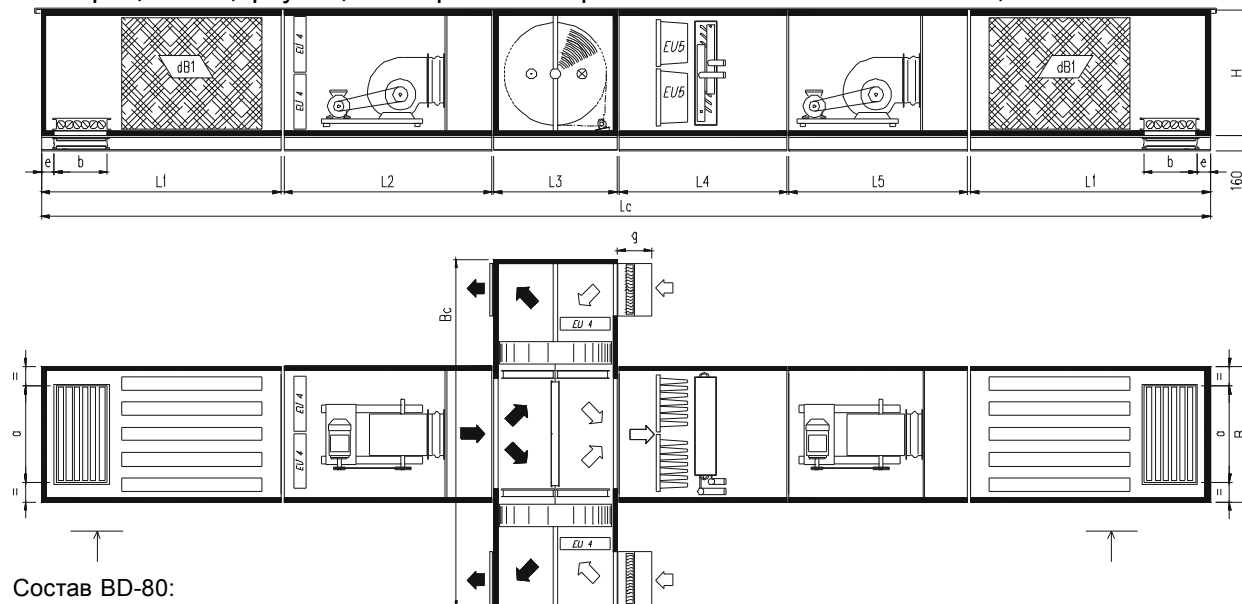 dB1
EU 4
EU 4
EU5
EU5
dB1
H
e
b
b
e
160
L1
L2
L3
L4
L5
L1
Lc
g
Bc
EU 4
=
a
=
EU 4
EU 4
=
a
=
B
EU 4
Состав BD-80: